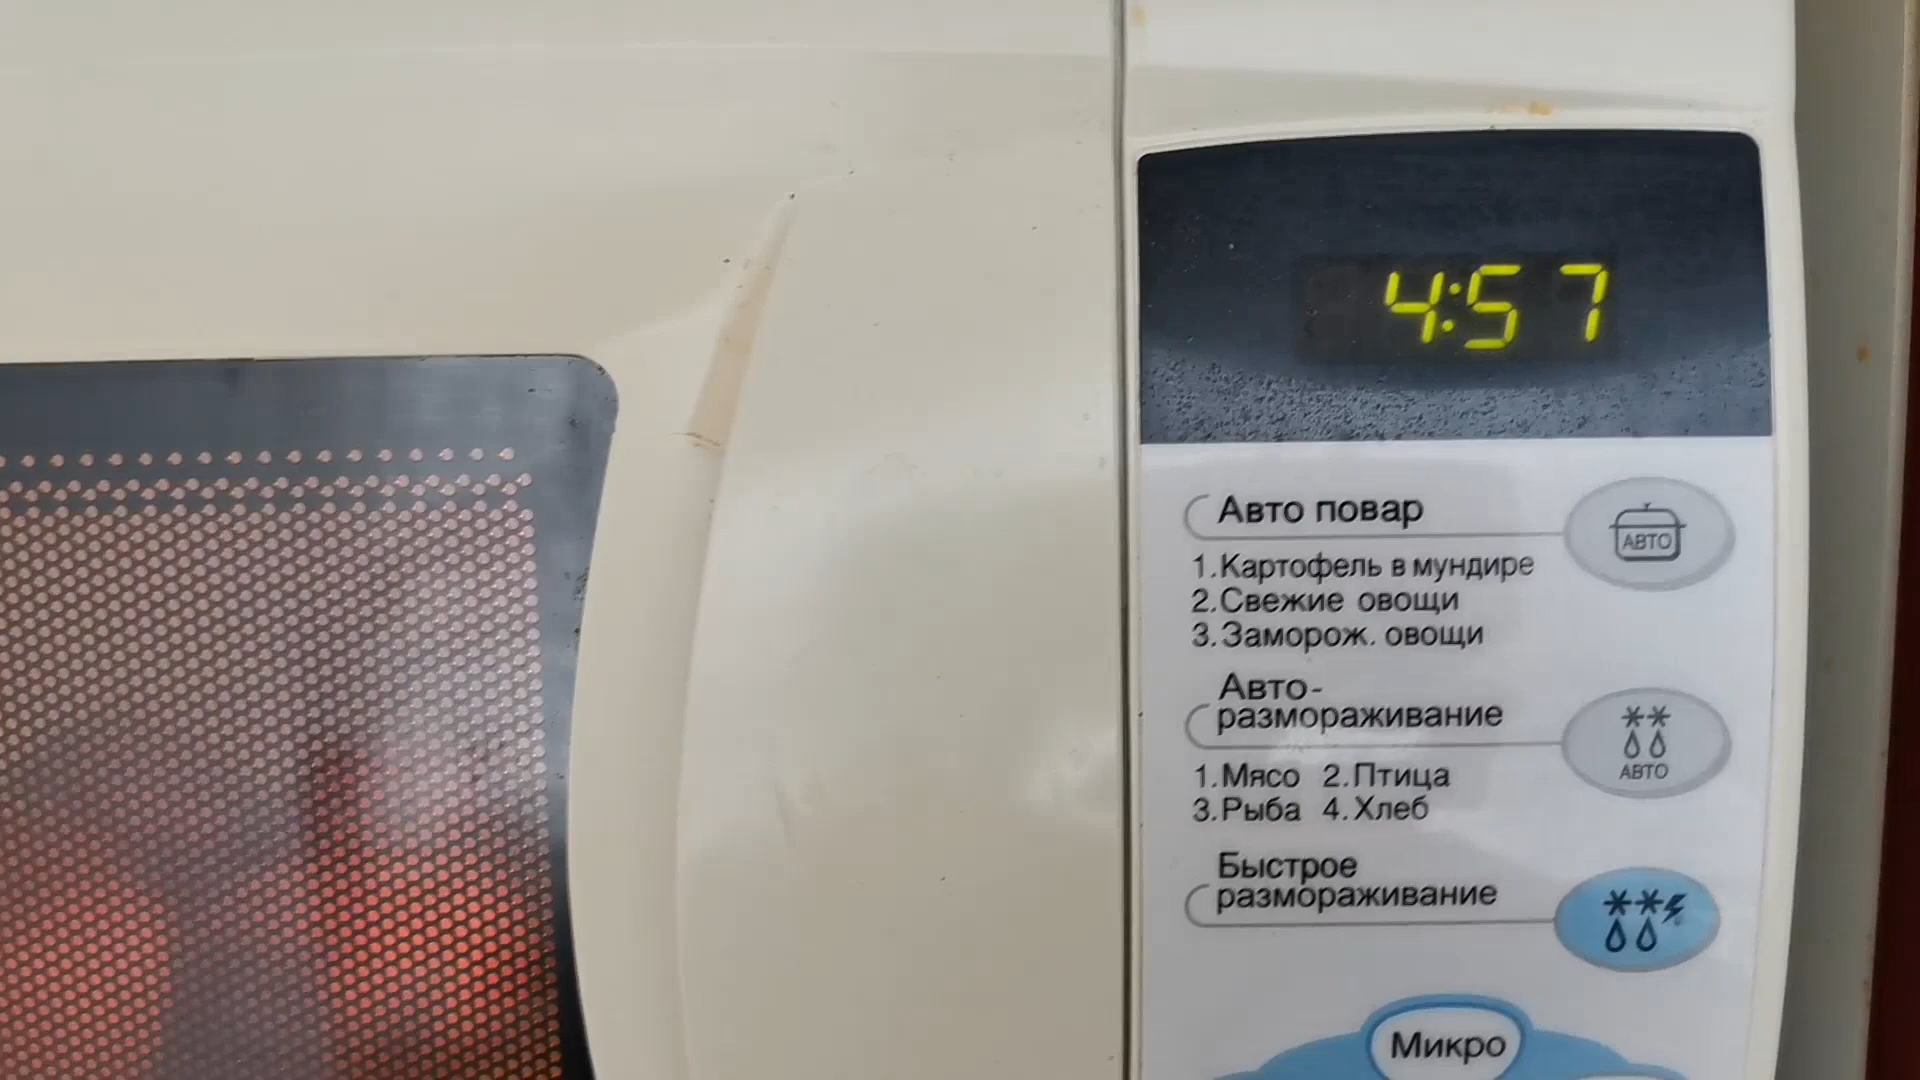 4:57
Авто повар
АВТО
1.Картофель в мундире
2.Свежие овощи
3.Заморож. овощи
Авто-
размораживание
АВТО
1.Мясо 2.Птица
3.Рыба 4.Хлеб
Быстрое
размораживание
Микро